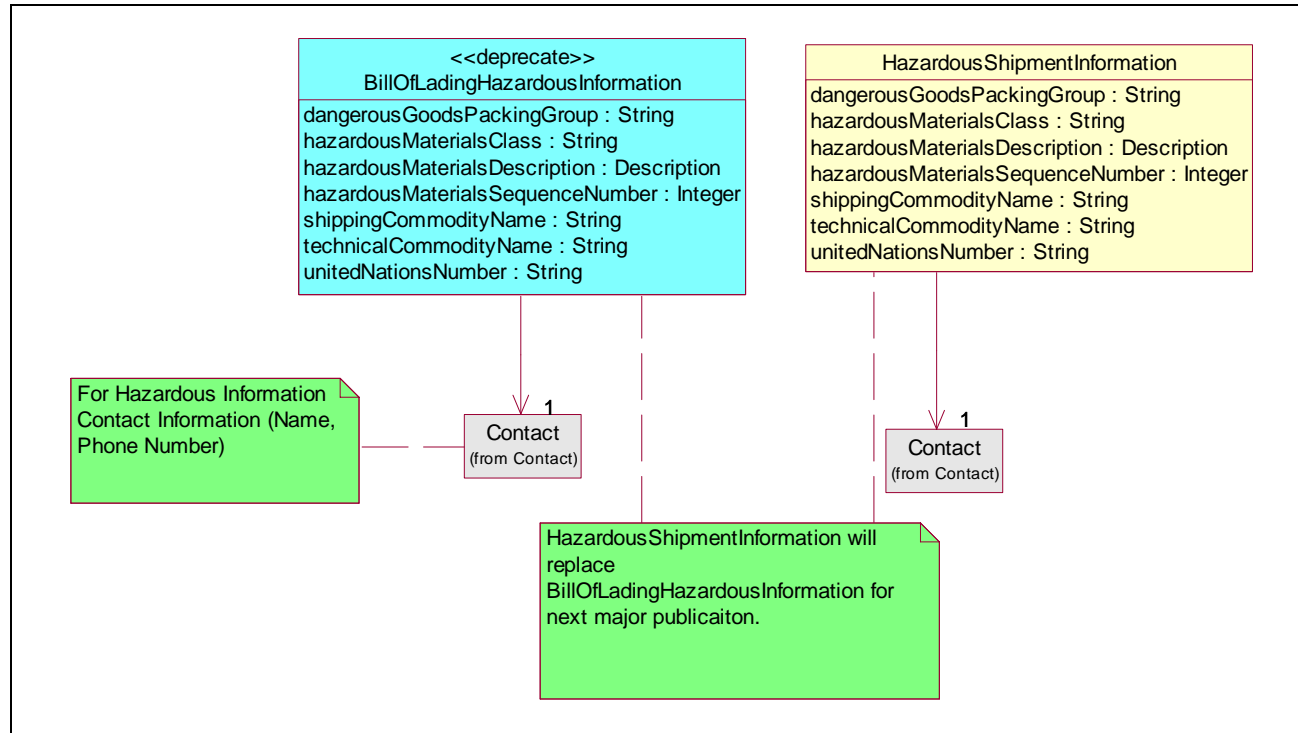 <<deprecate>>
BillOfLadingHazardousInformation
dangerousGoodsPackingGroup : String
hazardousMaterialsClass : String
hazardousMaterialsDescription : Description
hazardousMaterialsSequenceNumber : Integer
shippingCommodityName : String
technicalCommodityName : String
unitedNationsNumber : String
HazardousShipmentInformation
dangerousGoodsPackingGroup : String
hazardousMaterialsClass : String
hazardousMaterialsDescription : Description
hazardousMaterialsSequenceNumber : Integer
shippingCommodityName : String
technicalCommodityName : String
unitedNationsNumber : String
For Hazardous Information
Contact Information (Name,
Phone Number)
1
Contact
(from Contact)
1
Contact
(from Contact)
HazardousShipmentInformation will
replace
BillOfLadingHazardousInformation for
next major publicaiton.